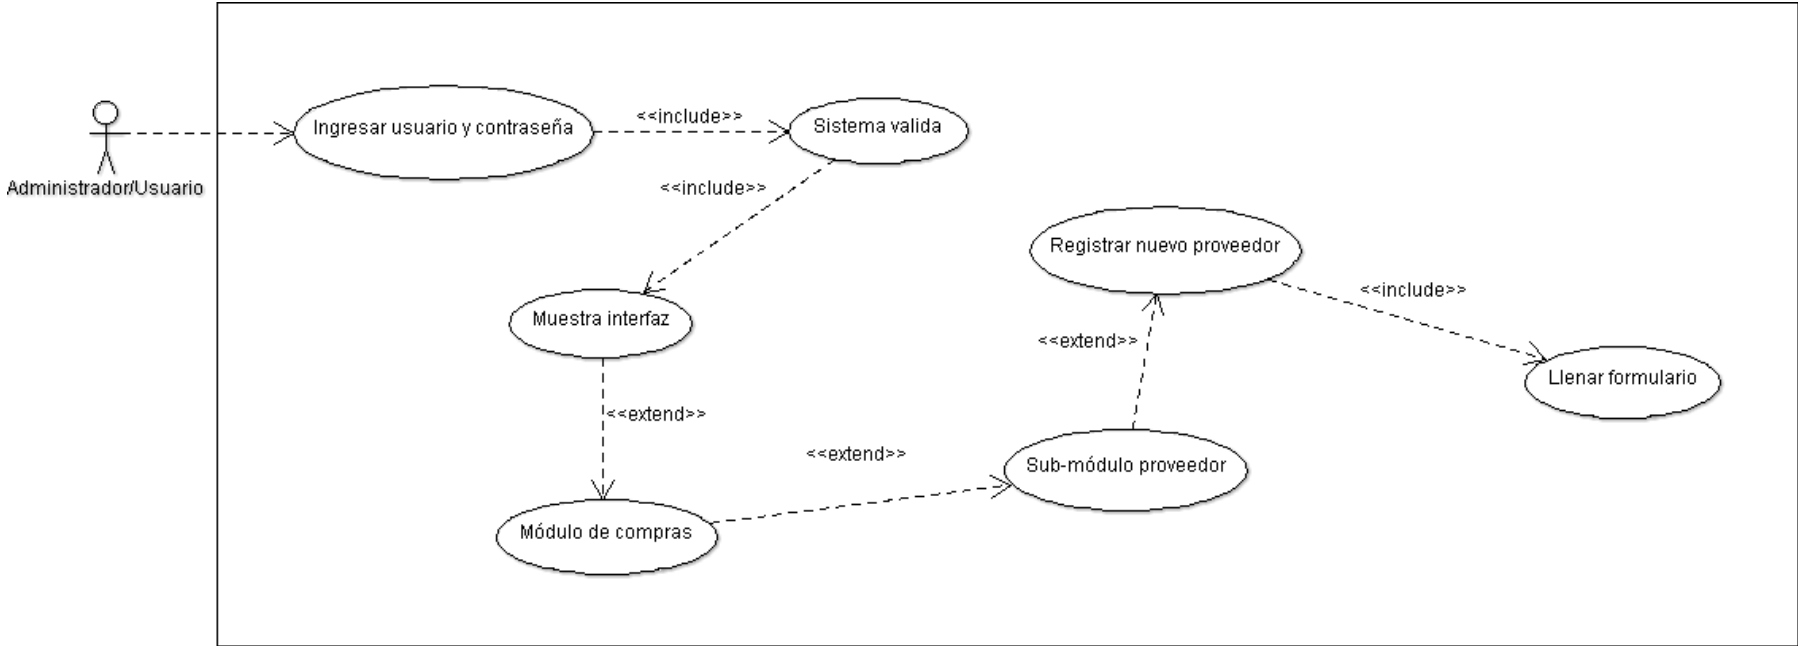 Administrador/Usuario
Ingresar usuario y contraseña
<<include>>
Sistema valida
<<include>>
Muestra interfaz
<<extend>>
Módulo de compras
<<extend>>
Sub-módulo proveedor
<<extend>>
Registrar nuevo proveedor
<<include>>
Llenar formulario